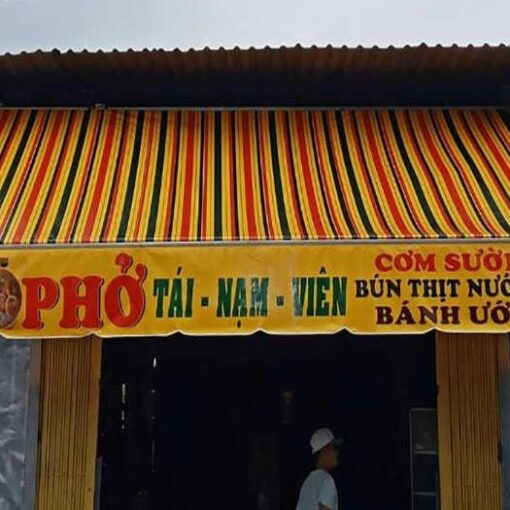 PHỞ TÁI - NẠM - VIÊN
CƠM SƯỜ
BÚN THỊT NƯỚ
BÁNH ƯỚ